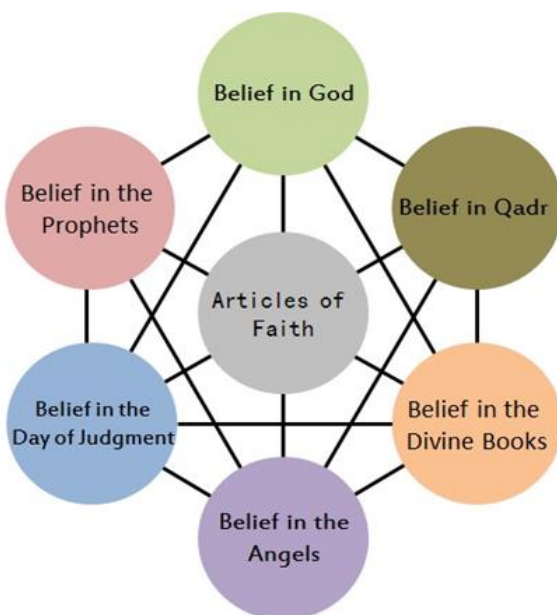 Belief in God
Belief in the
Prophets
Belief in Qadr
Articles of
Faith
Belief in the
Day of Judgment
Belief in the
Divine Books
Belief in the
Angels